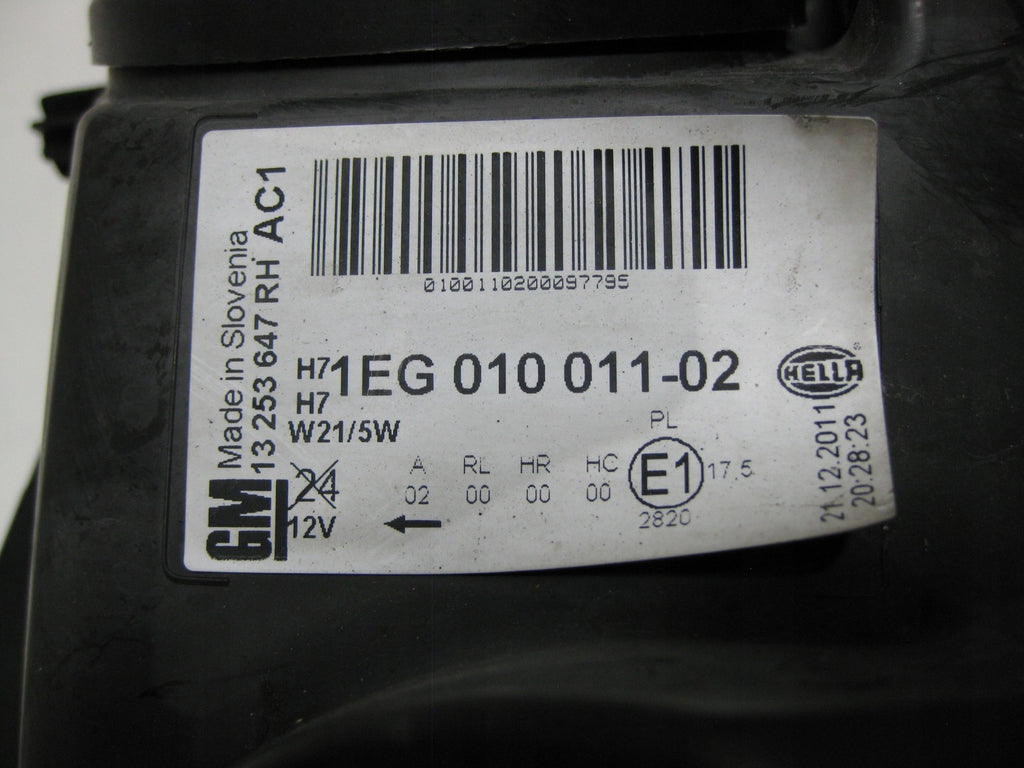 Made in Slovenia
13 253 647 RH AC1
GM
0100110200097795
H7
H7
1EG 010 011-02
HELLA
®
W21/5W
24
12V
A RL HR HC
02 00 00 00
PL
E1
17.5
2820
21.12.2011
20:28:23